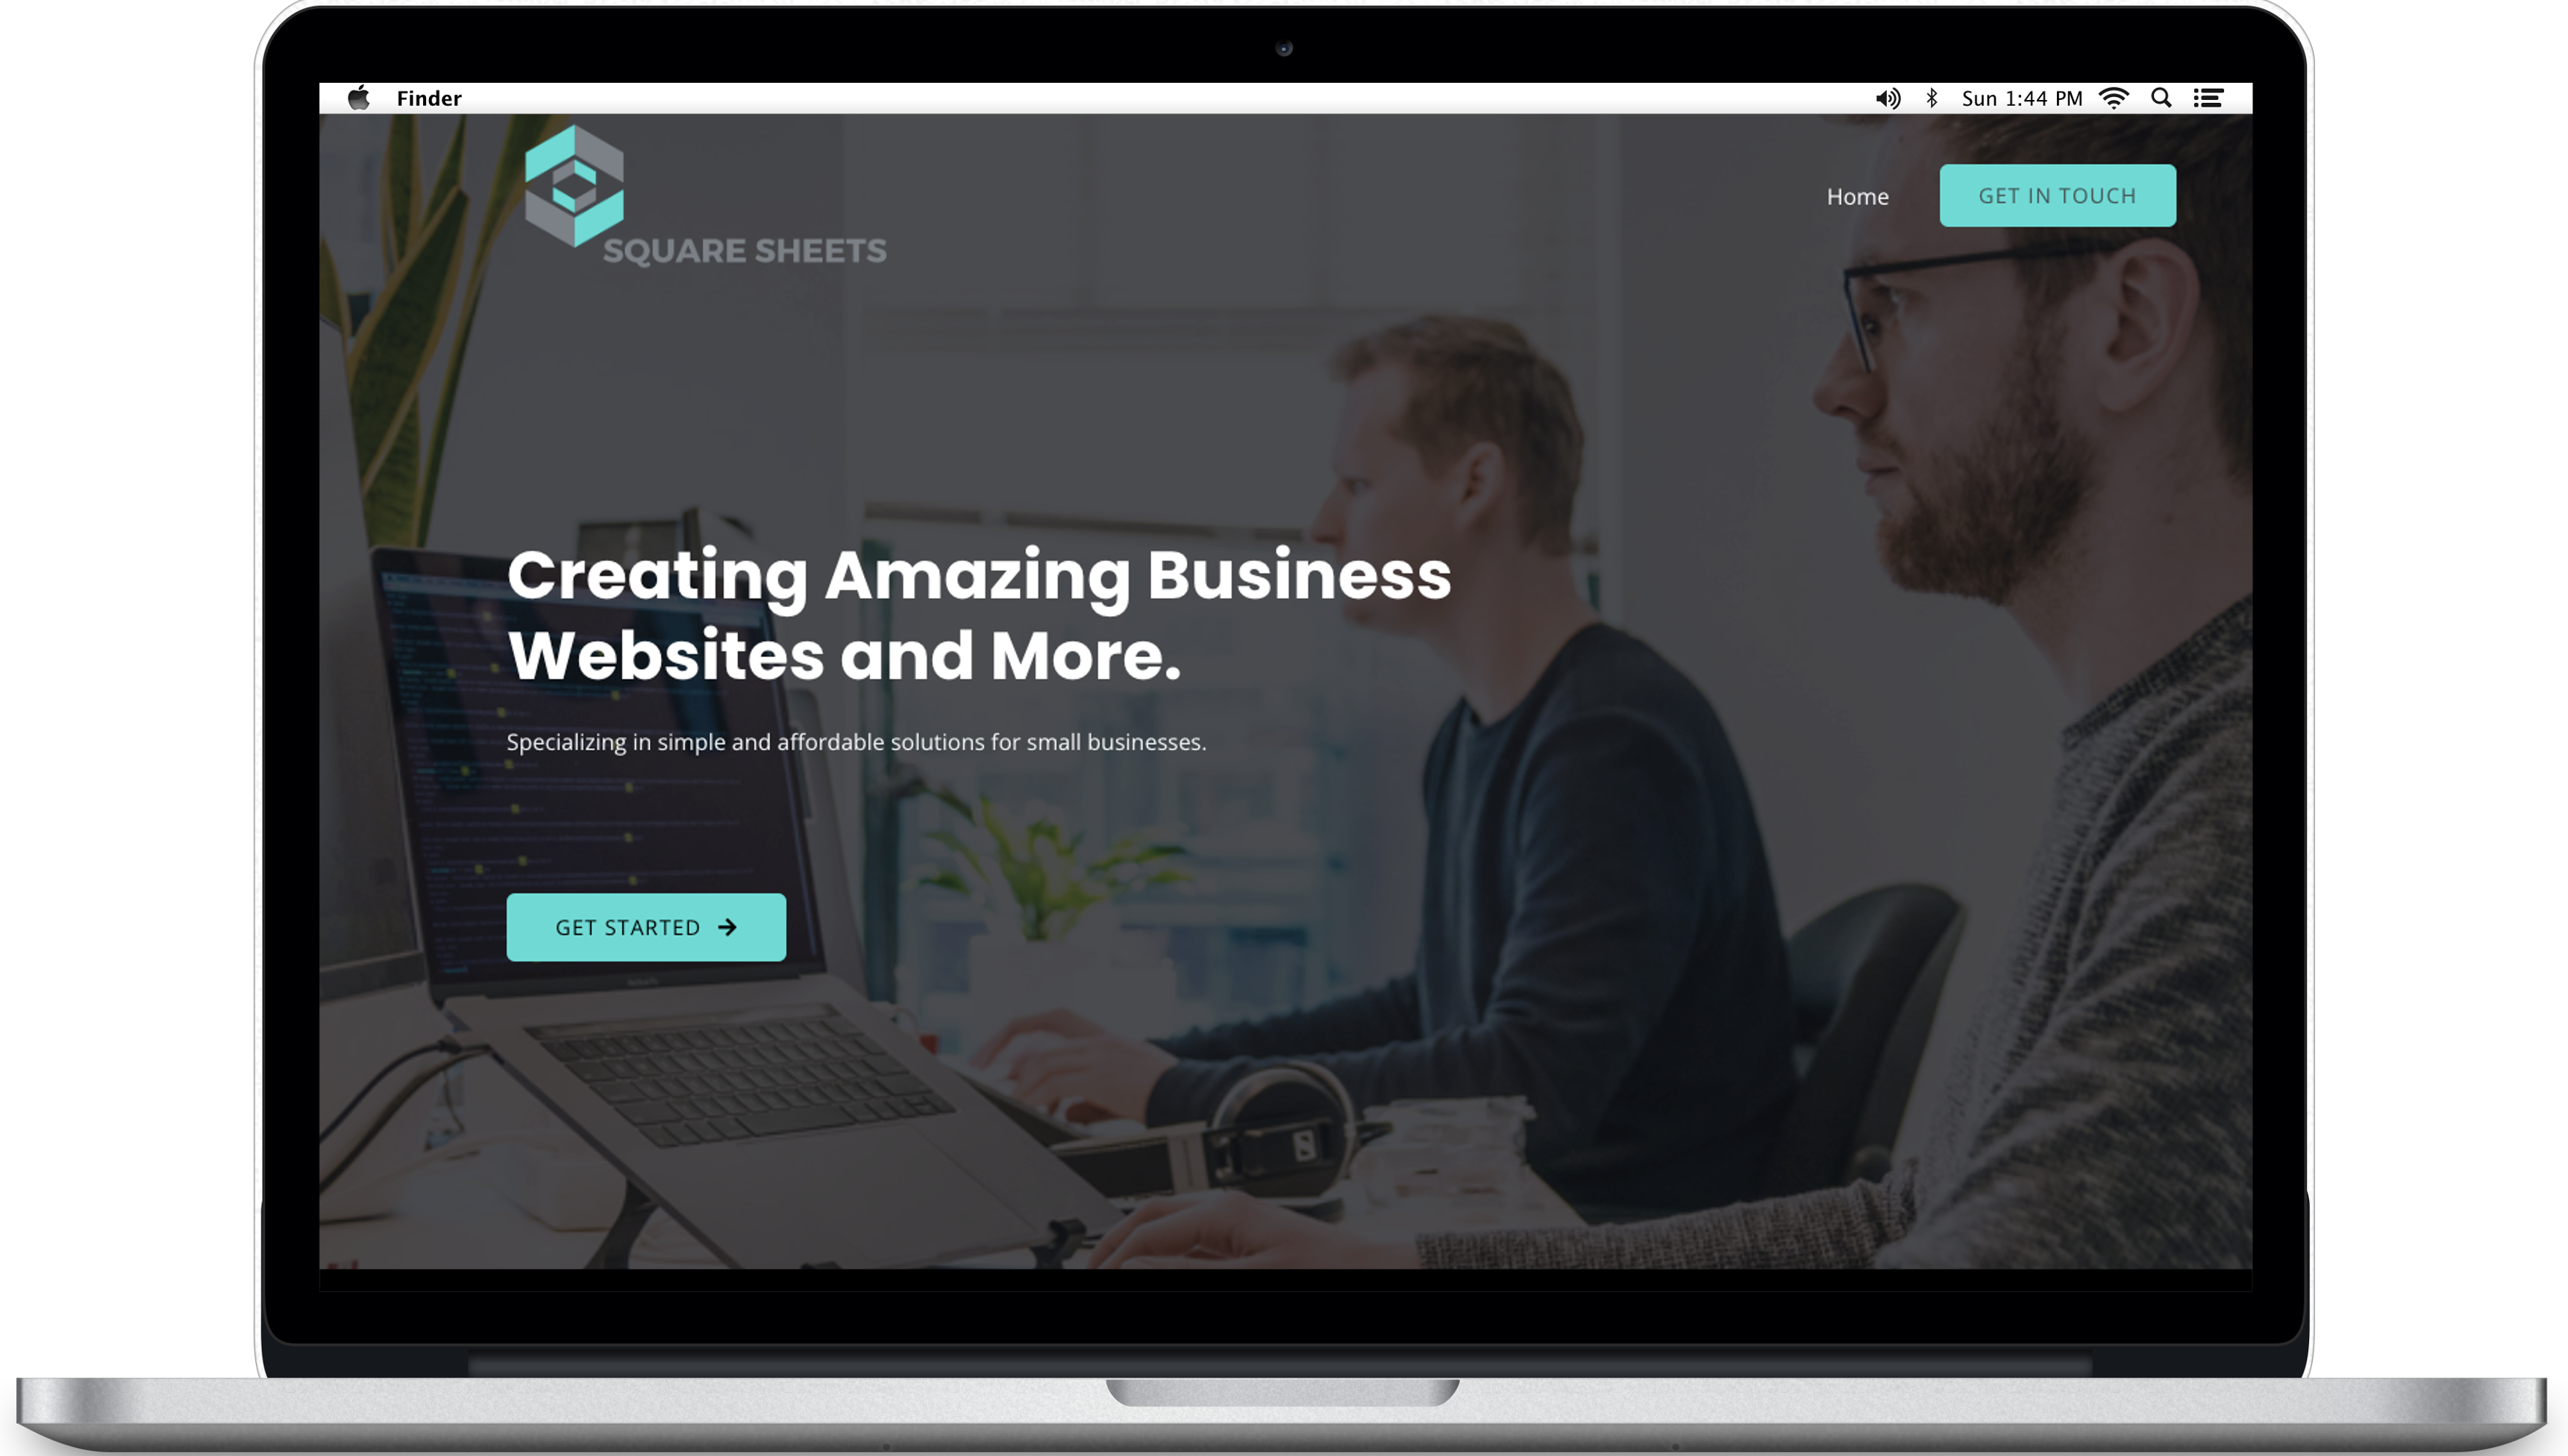 Finder
Sun 1:44 PM
SQUARE SHEETS
Home
GET IN TOUCH
Creating Amazing Business
Websites and More.
Specializing in simple and affordable solutions for small businesses.
GET STARTED